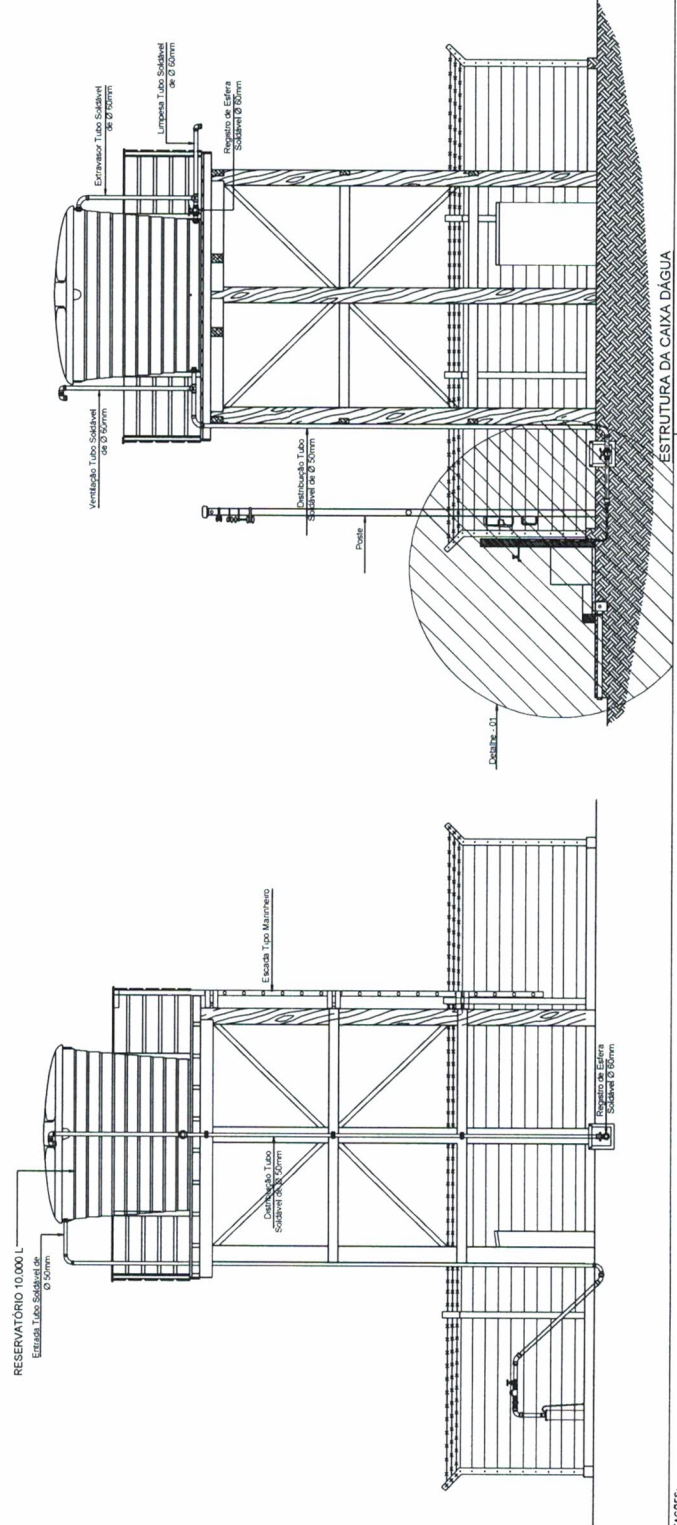 RESERVATÓRIO 10.000 L
Entrada Tubo Soldável de
Ø 50mm
Distribuição Tubo
Soldável de Ø 50mm
Escada Tipo Marinheiro
Registro de Esfera
Soldável Ø 60mm
Detalhe - 01
Ventilação Tubo Soldável
de Ø 60mm
Poste
Distribuição Tubo
Soldável de Ø 50mm
Extravasor Tubo Soldável
de Ø 60mm
Limpesa Tubo Soldável
de Ø 60mm
Registro de Esfera
Soldável Ø 60mm
ESTRUTURA DA CAIXA DÁGUA